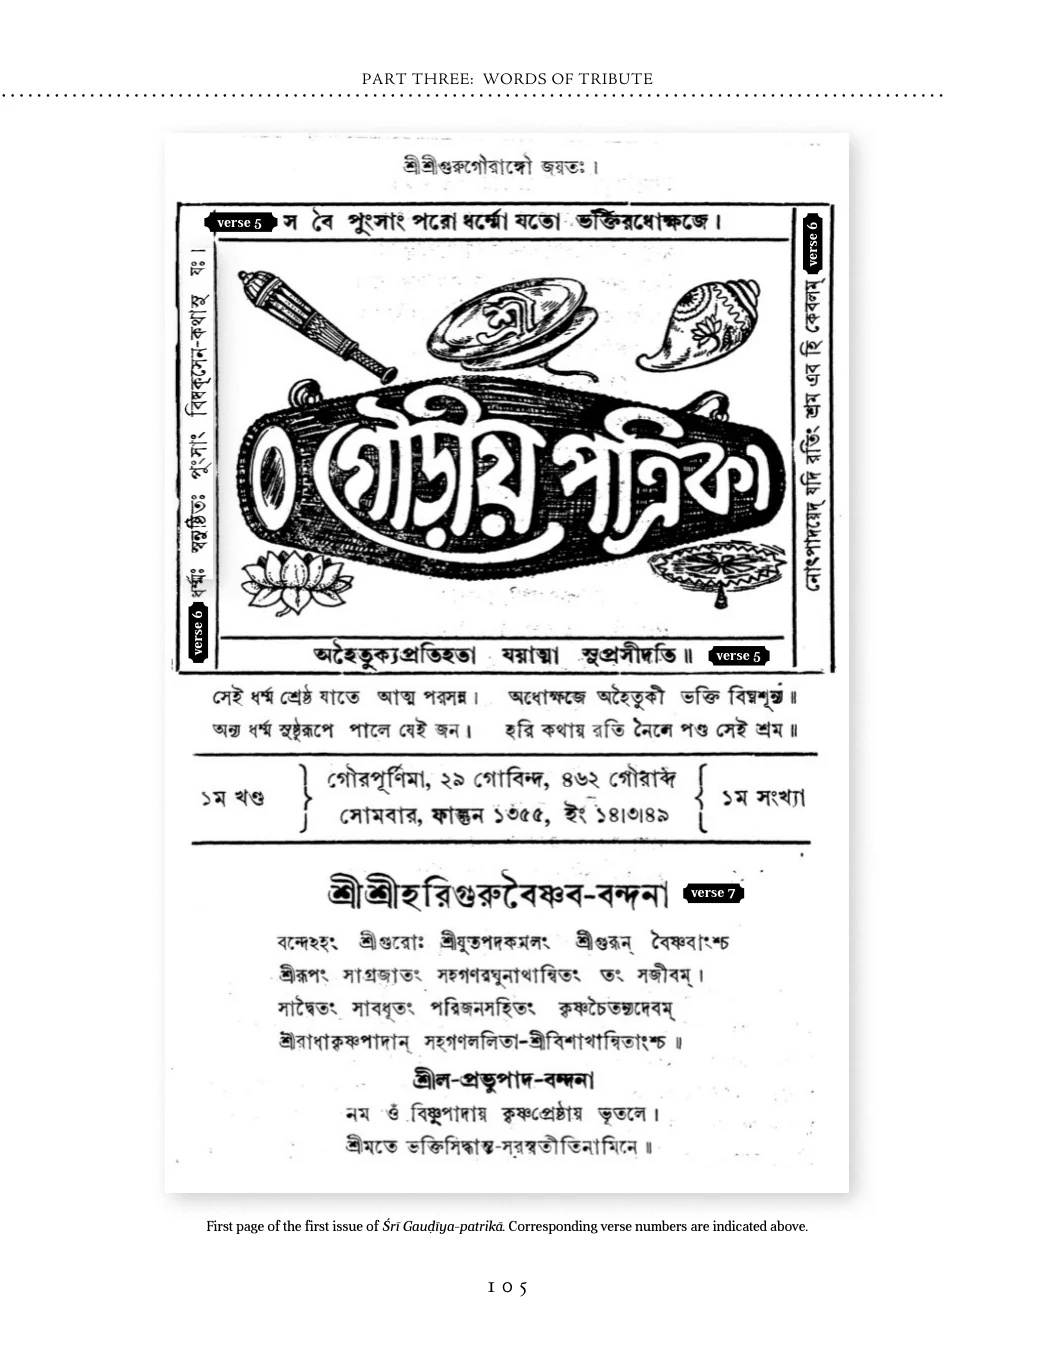 PART THREE: WORDS OF TRIBUTE
শ্রীশ্রীগুরুগৌরাঙ্গৌ জয়তঃ।
verse 5 স বৈ পুংসাং পরো ধর্ম্মো যতো ভক্তিরধোক্ষজে।
verse 6 ধর্ম্মঃ স্বনুষ্ঠিতঃ পুংসাং বিষ্বক্সেন-কথাসু যঃ।
শ্রী
গৌড়ীয় পত্রিকা
verse 6 নোৎপাদয়েদ্ যদি রতিং শ্রম এব হি কেবলম্
অহৈতুক্যপ্রতিহতা যয়াত্মা সুপ্রসীদতি॥ verse 5
সেই ধর্ম্ম শ্রেষ্ঠ যাতে আত্ম পরসন্ন। অধোক্ষজে অহৈতুকী ভক্তি বিঘ্নশূন্য॥
অন্য ধর্ম্ম সুষ্ঠুরূপে পালে যেই জন। হরি কথায় রতি নৈলে পণ্ড সেই শ্রম॥
১ম খণ্ড
গৌরপূর্ণিমা, ২৯ গোবিন্দ, ৪৬২ গৌরাব্দ
সোমবার, ফাল্গুন ১৩৫৫, ইং ১৪।৩।৪৯
১ম সংখ্যা
শ্রীশ্রীহরিগুরুবৈষ্ণব-বন্দনা verse 7
বন্দেঽহং শ্রীগুরোঃ শ্রীযুতপদকমলং শ্রীগুরূন্ বৈষ্ণবাংশ্চ
শ্রীরূপং সাগ্রজাতং সহগণরঘুনাথান্বিতং তং সজীবম্।
সাদ্বৈতং সাবধূতং পরিজনসহিতং কৃষ্ণচৈতন্যদেবম্
শ্রীরাধাকৃষ্ণপাদান্ সহগণললিতা-শ্রীবিশাখান্বিতাংশ্চ॥
শ্রীল-প্রভুপাদ-বন্দনা
নম ওঁ বিষ্ণুপাদায় কৃষ্ণপ্রেষ্ঠায় ভূতলে।
শ্রীমতে ভক্তিসিদ্ধান্ত-সরস্বতীতিনামিনে॥
First page of the first issue of Śrī Gauḍīya-patrikā. Corresponding verse numbers are indicated above.
105